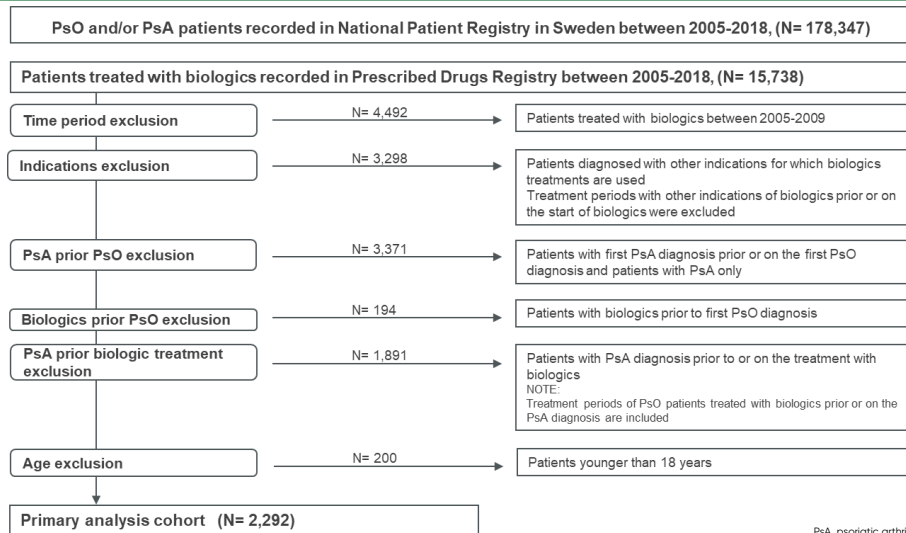 PsO and/or PsA patients recorded in National Patient Registry in Sweden between 2005-2018, (N= 178,347)
Patients treated with biologics recorded in Prescribed Drugs Registry between 2005-2018, (N= 15,738)
Time period exclusion
N= 4,492
Patients treated with biologics between 2005-2009
Indications exclusion
N= 3,298
Patients diagnosed with other indications for which biologics
treatments are used
Treatment periods with other indications of biologics prior or on
the start of biologics were excluded
PsA prior PsO exclusion
N= 3,371
Patients with first PsA diagnosis prior or on the first PsO
diagnosis and patients with PsA only
Biologics prior PsO exclusion
N= 194
Patients with biologics prior to first PsO diagnosis
PsA prior biologic treatment
exclusion
N= 1,891
Patients with PsA diagnosis prior to or on the treatment with
biologics
NOTE:
Treatment periods of PsO patients treated with biologics prior or on the
PsA diagnosis are included
Age exclusion
N= 200
Patients younger than 18 years
Primary analysis cohort (N= 2,292)
PsA, psoriatic